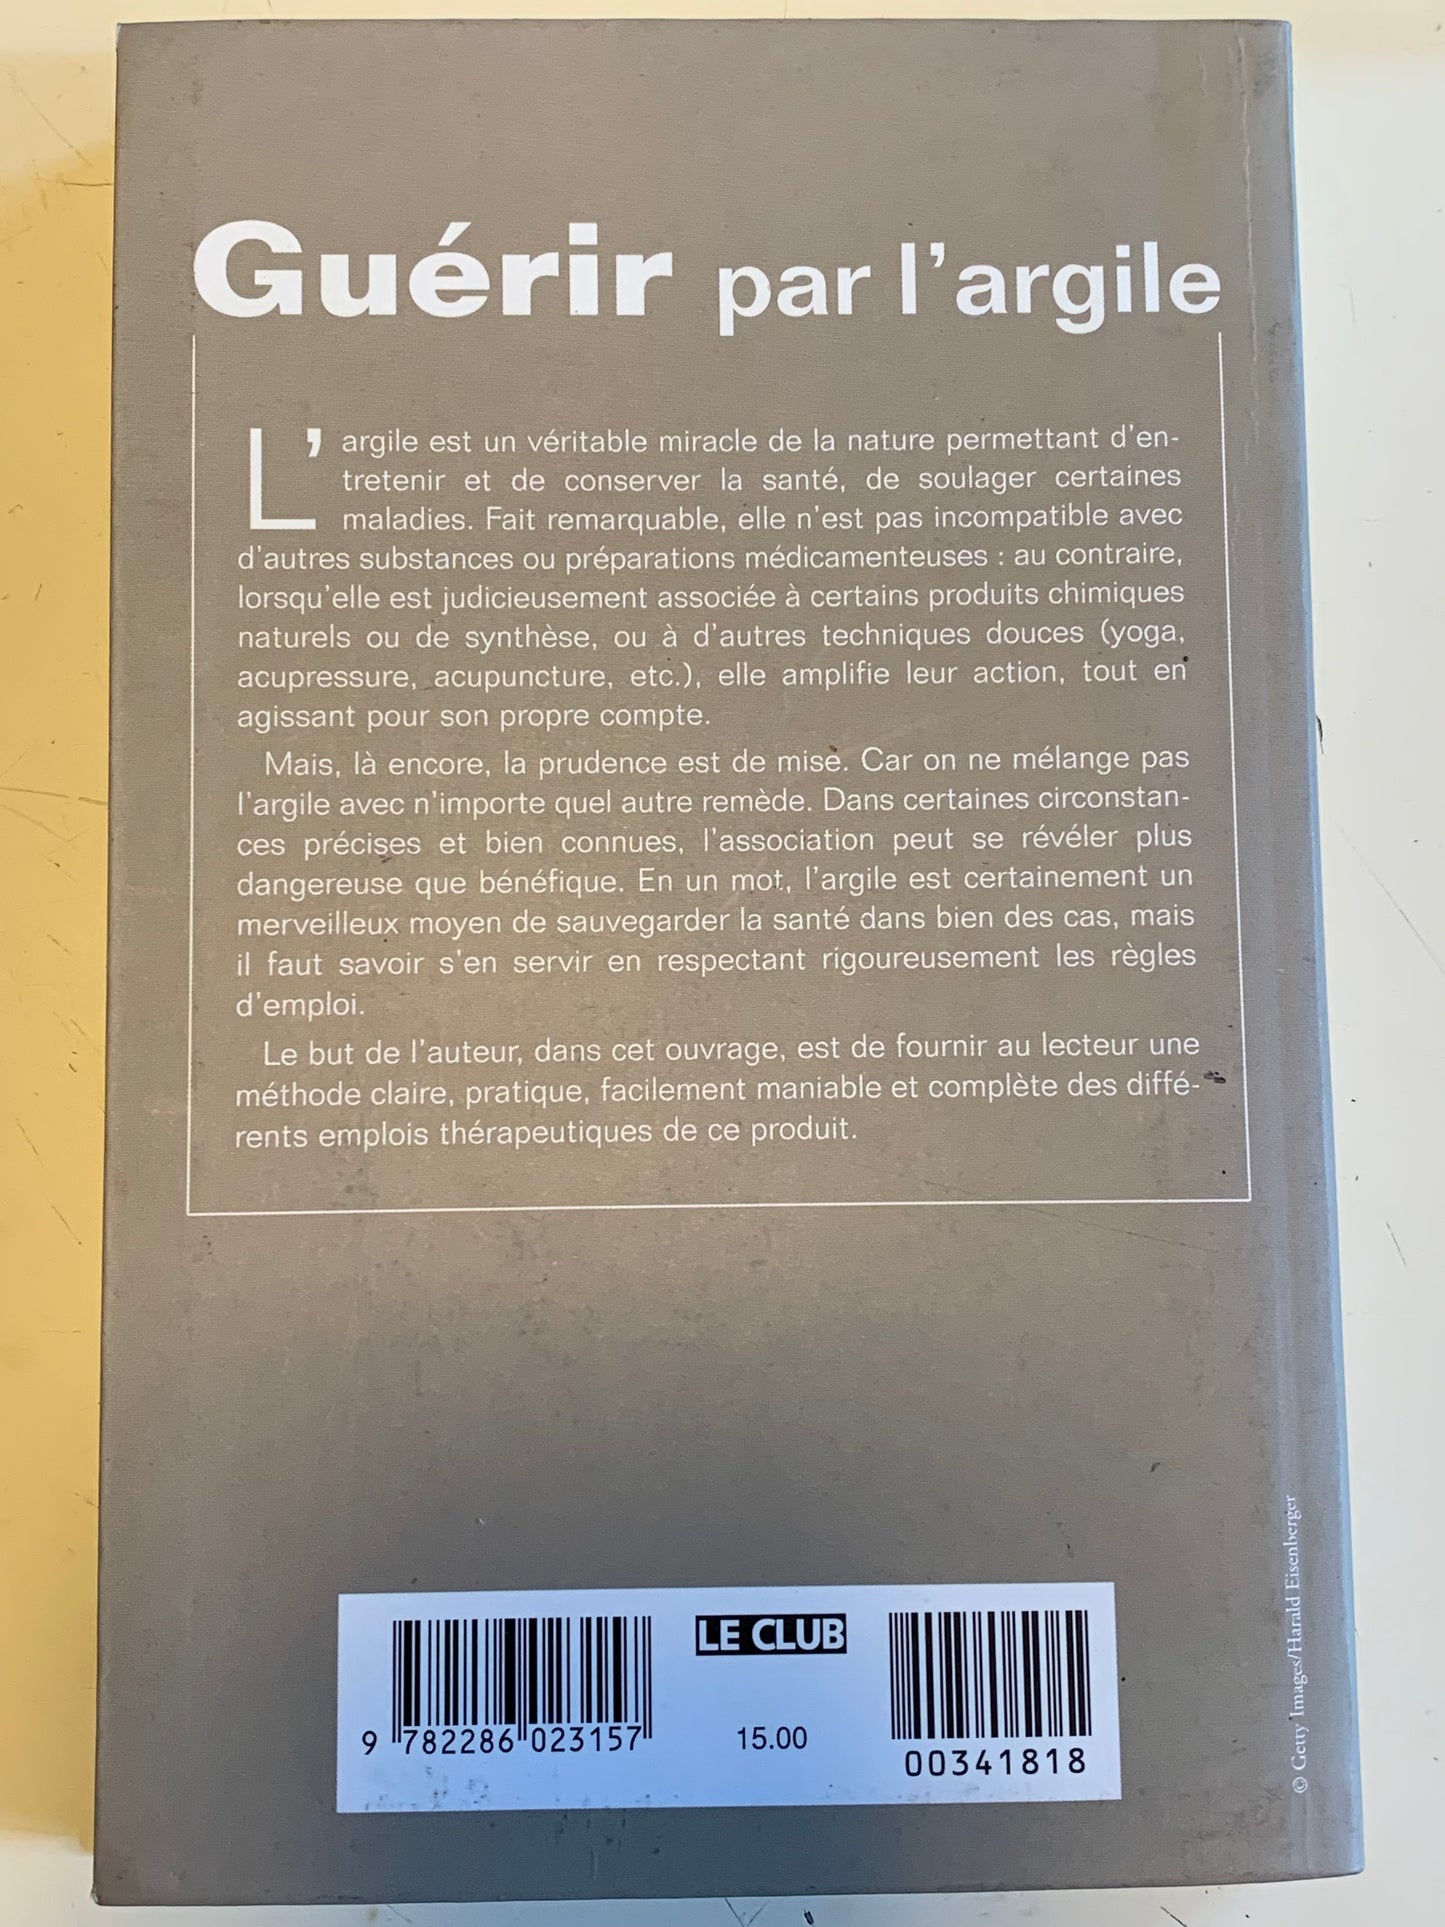 Guérir par l'argile
L'argile est un véritable miracle de la nature permettant d'en-
tretenir et de conserver la santé, de soulager certaines
maladies. Fait remarquable, elle n'est pas incompatible avec
d'autres substances ou préparations médicamenteuses : au contraire,
lorsqu'elle est judicieusement associée à certains produits chimiques
naturels ou de synthèse, ou à d'autres techniques douces (yoga,
acupressure, acupuncture, etc.), elle amplifie leur action, tout en
agissant pour son propre compte.
Mais, là encore, la prudence est de mise. Car on ne mélange pas
l'argile avec n'importe quel autre remède. Dans certaines circonstan-
ces précises et bien connues, l'association peut se révéler plus
dangereuse que bénéfique. En un mot, l'argile est certainement un
merveilleux moyen de sauvegarder la santé dans bien des cas, mais
il faut savoir s'en servir en respectant rigoureusement les règles
d'emploi.
Le but de l'auteur, dans cet ouvrage, est de fournir au lecteur une
méthode claire, pratique, facilement maniable et complète des diffé-
rents emplois thérapeutiques de ce produit.
LE CLUB
9 782286 023157
15.00
00341818
© Getty Images/Harald Eisenberger